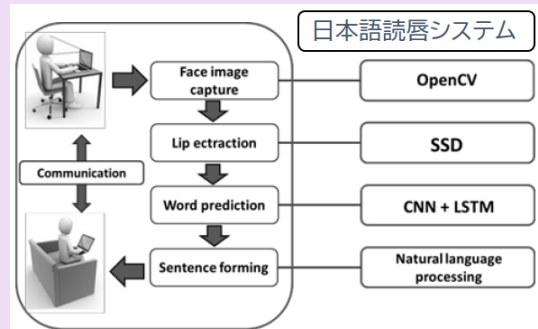 日本語読唇システム
Face image
capture
OpenCV
Lip ectraction
SSD
Communication
Word prediction
CNN + LSTM
Sentence forming
Natural language
processing